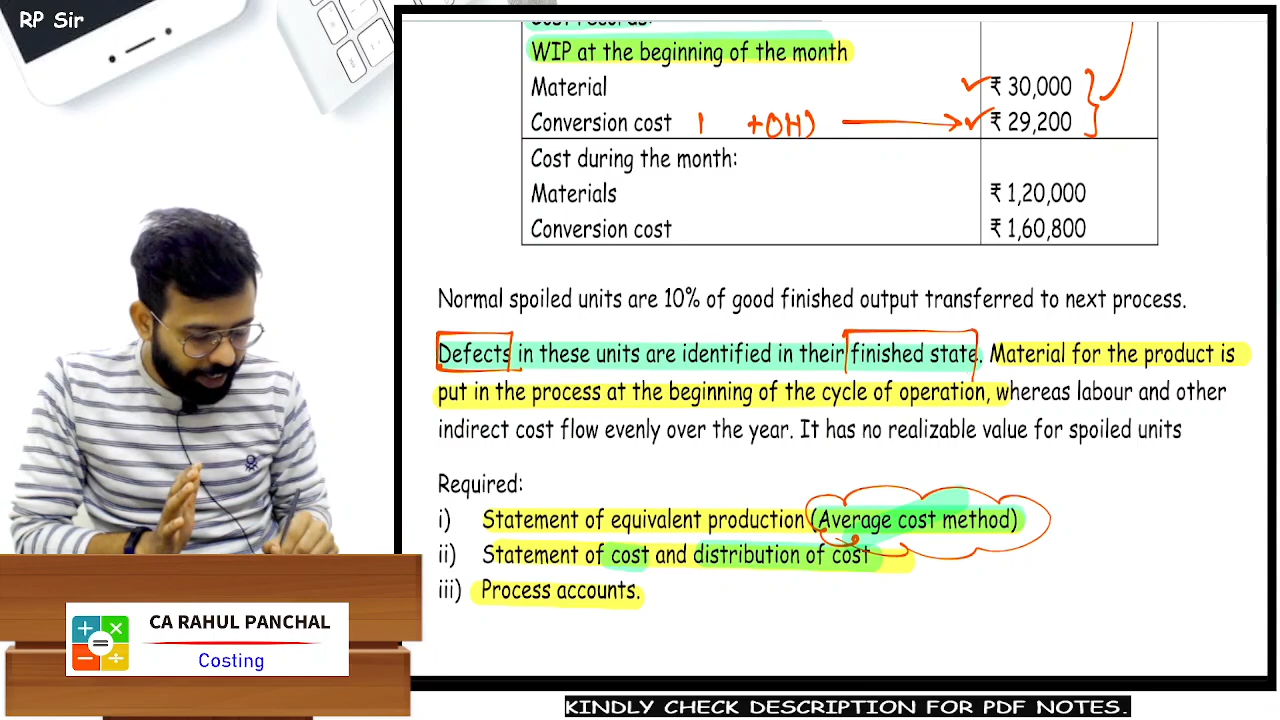 RP Sir
Cost records:
WIP at the beginning of the month
Material ₹ 30,000
Conversion cost +OH) ₹ 29,200
Cost during the month:
Materials ₹ 1,20,000
Conversion cost ₹ 1,60,800
Normal spoiled units are 10% of good finished output transferred to next process.
Defects in these units are identified in their finished state. Material for the product is
put in the process at the beginning of the cycle of operation, whereas labour and other
indirect cost flow evenly over the year. It has no realizable value for spoiled units
Required:
i) Statement of equivalent production (Average cost method)
ii) Statement of cost and distribution of cost
iii) Process accounts.
CA RAHUL PANCHAL
Costing
KINDLY CHECK DESCRIPTION FOR PDF NOTES.